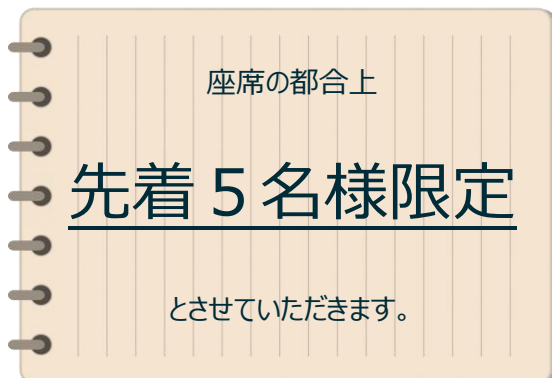 座席の都合上
先着５名様限定
とさせていただきます。